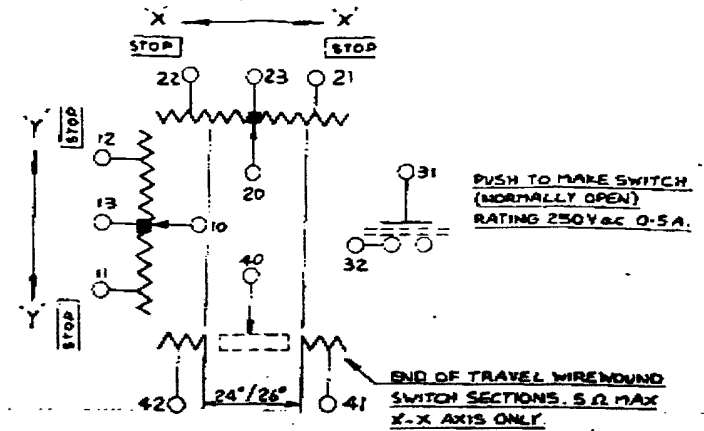 'X' 'X'
STOP STOP
22 23 21
'Y'
STOP
12
20
13
10
31
PUSH TO MAKE SWITCH
(NORMALLY OPEN)
RATING 250V ac 0·5A.
32
40
11
'Y'
STOP
END OF TRAVEL WIREWOUND
SWITCH SECTIONS. 5Ω MAX
X-X AXIS ONLY.
42 24°/26° 41